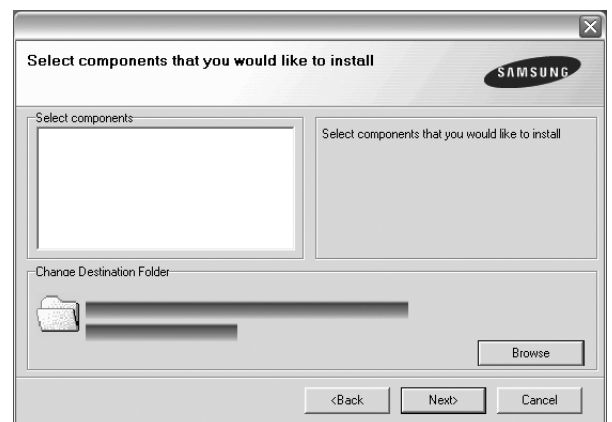 Select components that you would like to install
SAMSUNG
Select components
Select components that you would like to install
Change Destination Folder
Browse
<Back
Next>
Cancel